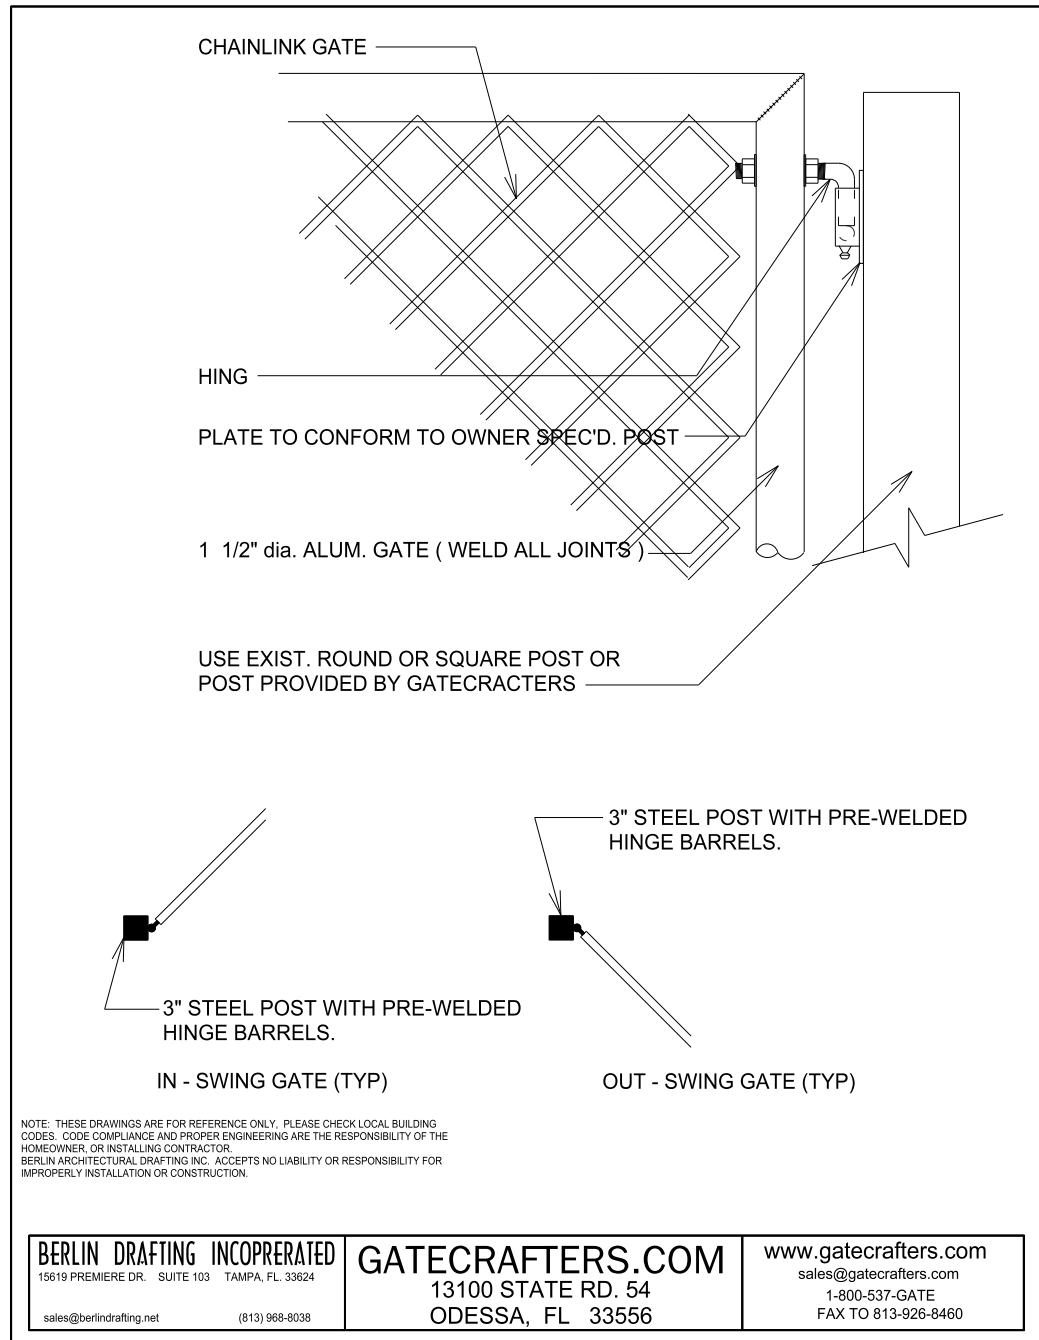 CHAINLINK GATE
HING
PLATE TO CONFORM TO OWNER SPEC'D. POST
1 1/2" dia. ALUM. GATE ( WELD ALL JOINTS )
USE EXIST. ROUND OR SQUARE POST OR
POST PROVIDED BY GATECRACTERS
3" STEEL POST WITH PRE-WELDED
HINGE BARRELS.
3" STEEL POST WITH PRE-WELDED
HINGE BARRELS.
IN - SWING GATE (TYP)
OUT - SWING GATE (TYP)
NOTE: THESE DRAWINGS ARE FOR REFERENCE ONLY, PLEASE CHECK LOCAL BUILDING
CODES. CODE COMPLIANCE AND PROPER ENGINEERING ARE THE RESPONSIBILITY OF THE
HOMEOWNER, OR INSTALLING CONTRACTOR.
BERLIN ARCHITECTURAL DRAFTING INC. ACCEPTS NO LIABILITY OR RESPONSIBILITY FOR
IMPROPERLY INSTALLATION OR CONSTRUCTION.
BERLIN DRAFTING INCOPRERATED
15619 PREMIERE DR. SUITE 103 TAMPA, FL. 33624
sales@berlindrafting.net (813) 968-8038
GATECRAFTERS.COM
13100 STATE RD. 54
ODESSA, FL 33556
www.gatecrafters.com
sales@gatecrafters.com
1-800-537-GATE
FAX TO 813-926-8460